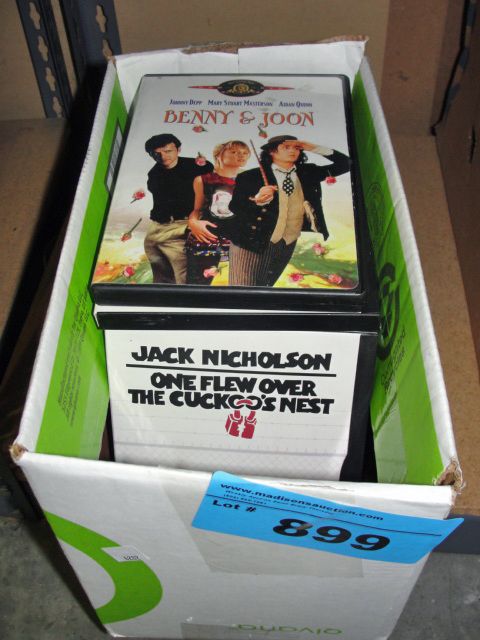 JOHNNY DEPP MARY STUART MASTERSON AIDAN QUINN
BENNY & JOON
JACK NICHOLSON
ONE FLEW OVER
THE CUCKOO'S NEST
www.madisonsauction.com
Lot # 899